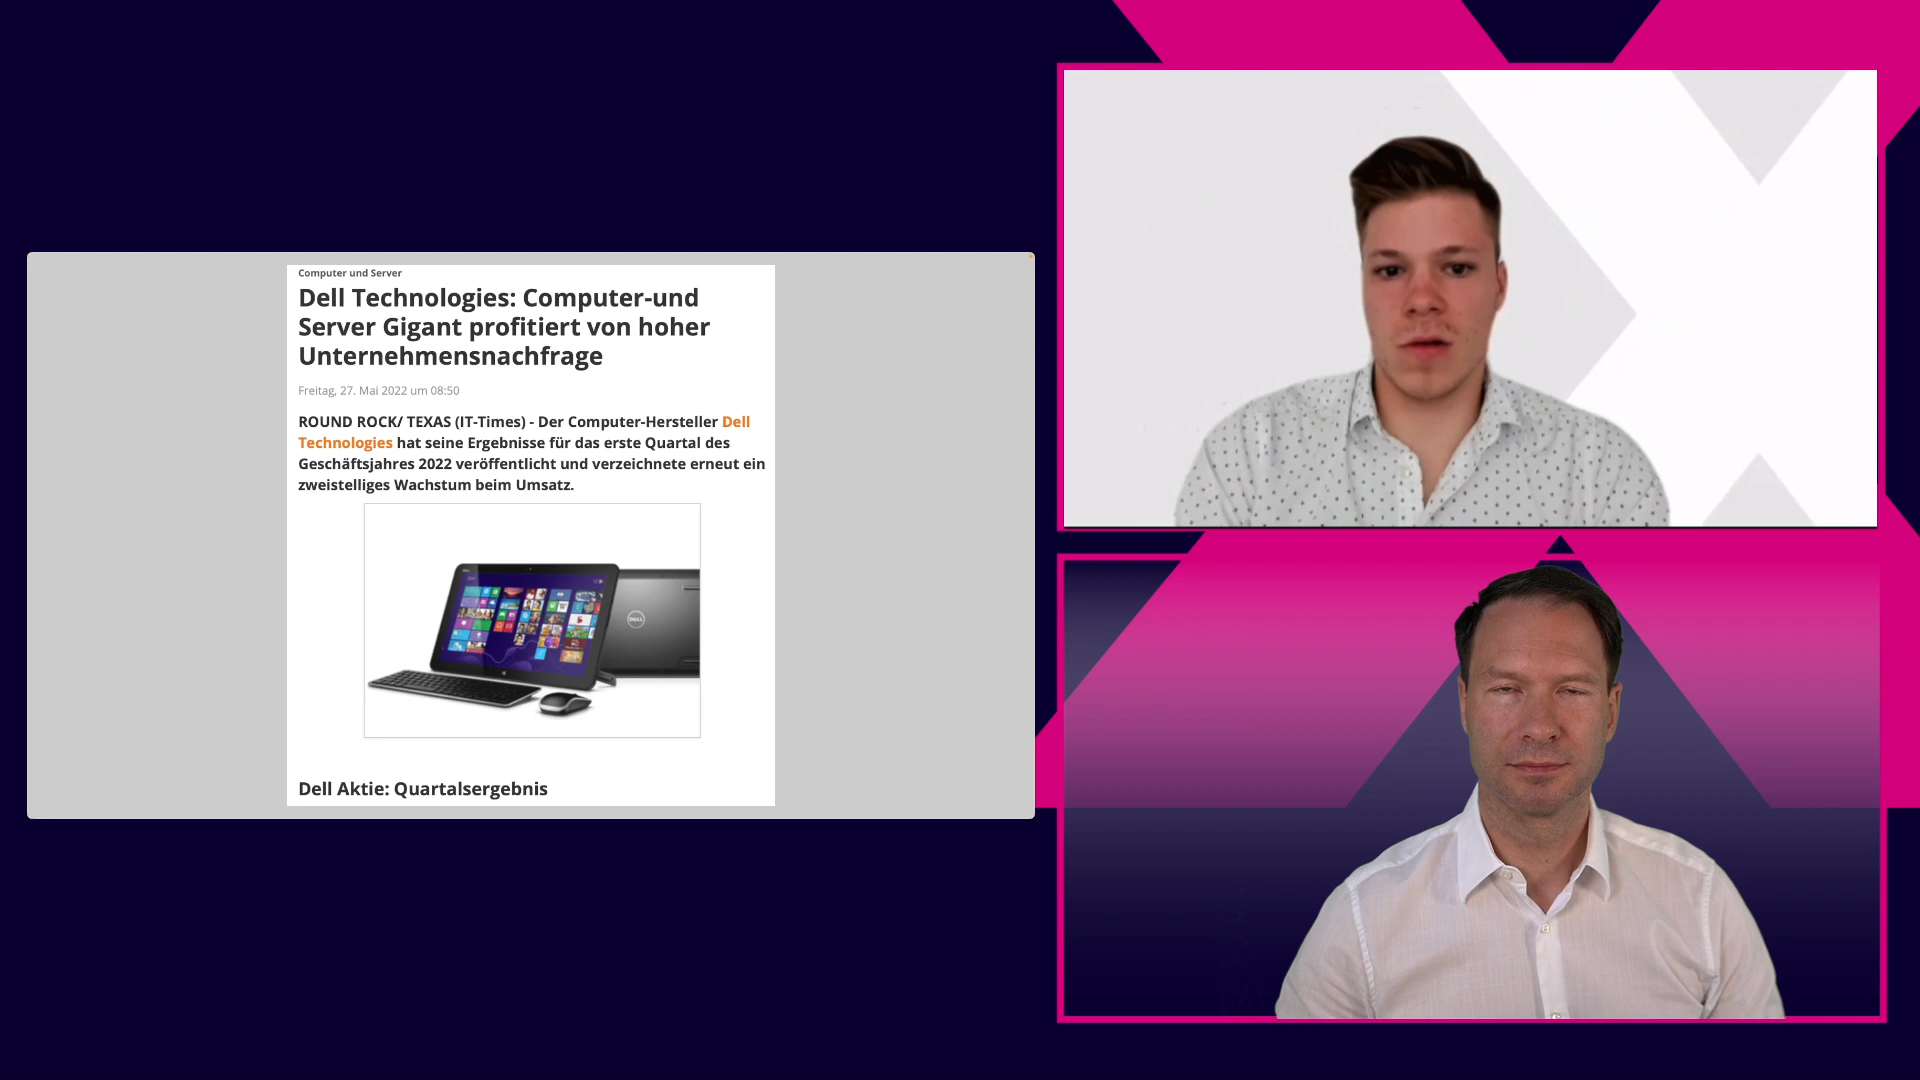 Computer und Server
Dell Technologies: Computer-und
Server Gigant profitiert von hoher
Unternehmensnachfrage
Freitag, 27. Mai 2022 um 08:50
ROUND ROCK/ TEXAS (IT-Times) - Der Computer-Hersteller Dell
Technologies hat seine Ergebnisse für das erste Quartal des
Geschäftsjahres 2022 veröffentlicht und verzeichnete erneut ein
zweistelliges Wachstum beim Umsatz.
DELL
Dell Aktie: Quartalsergebnis